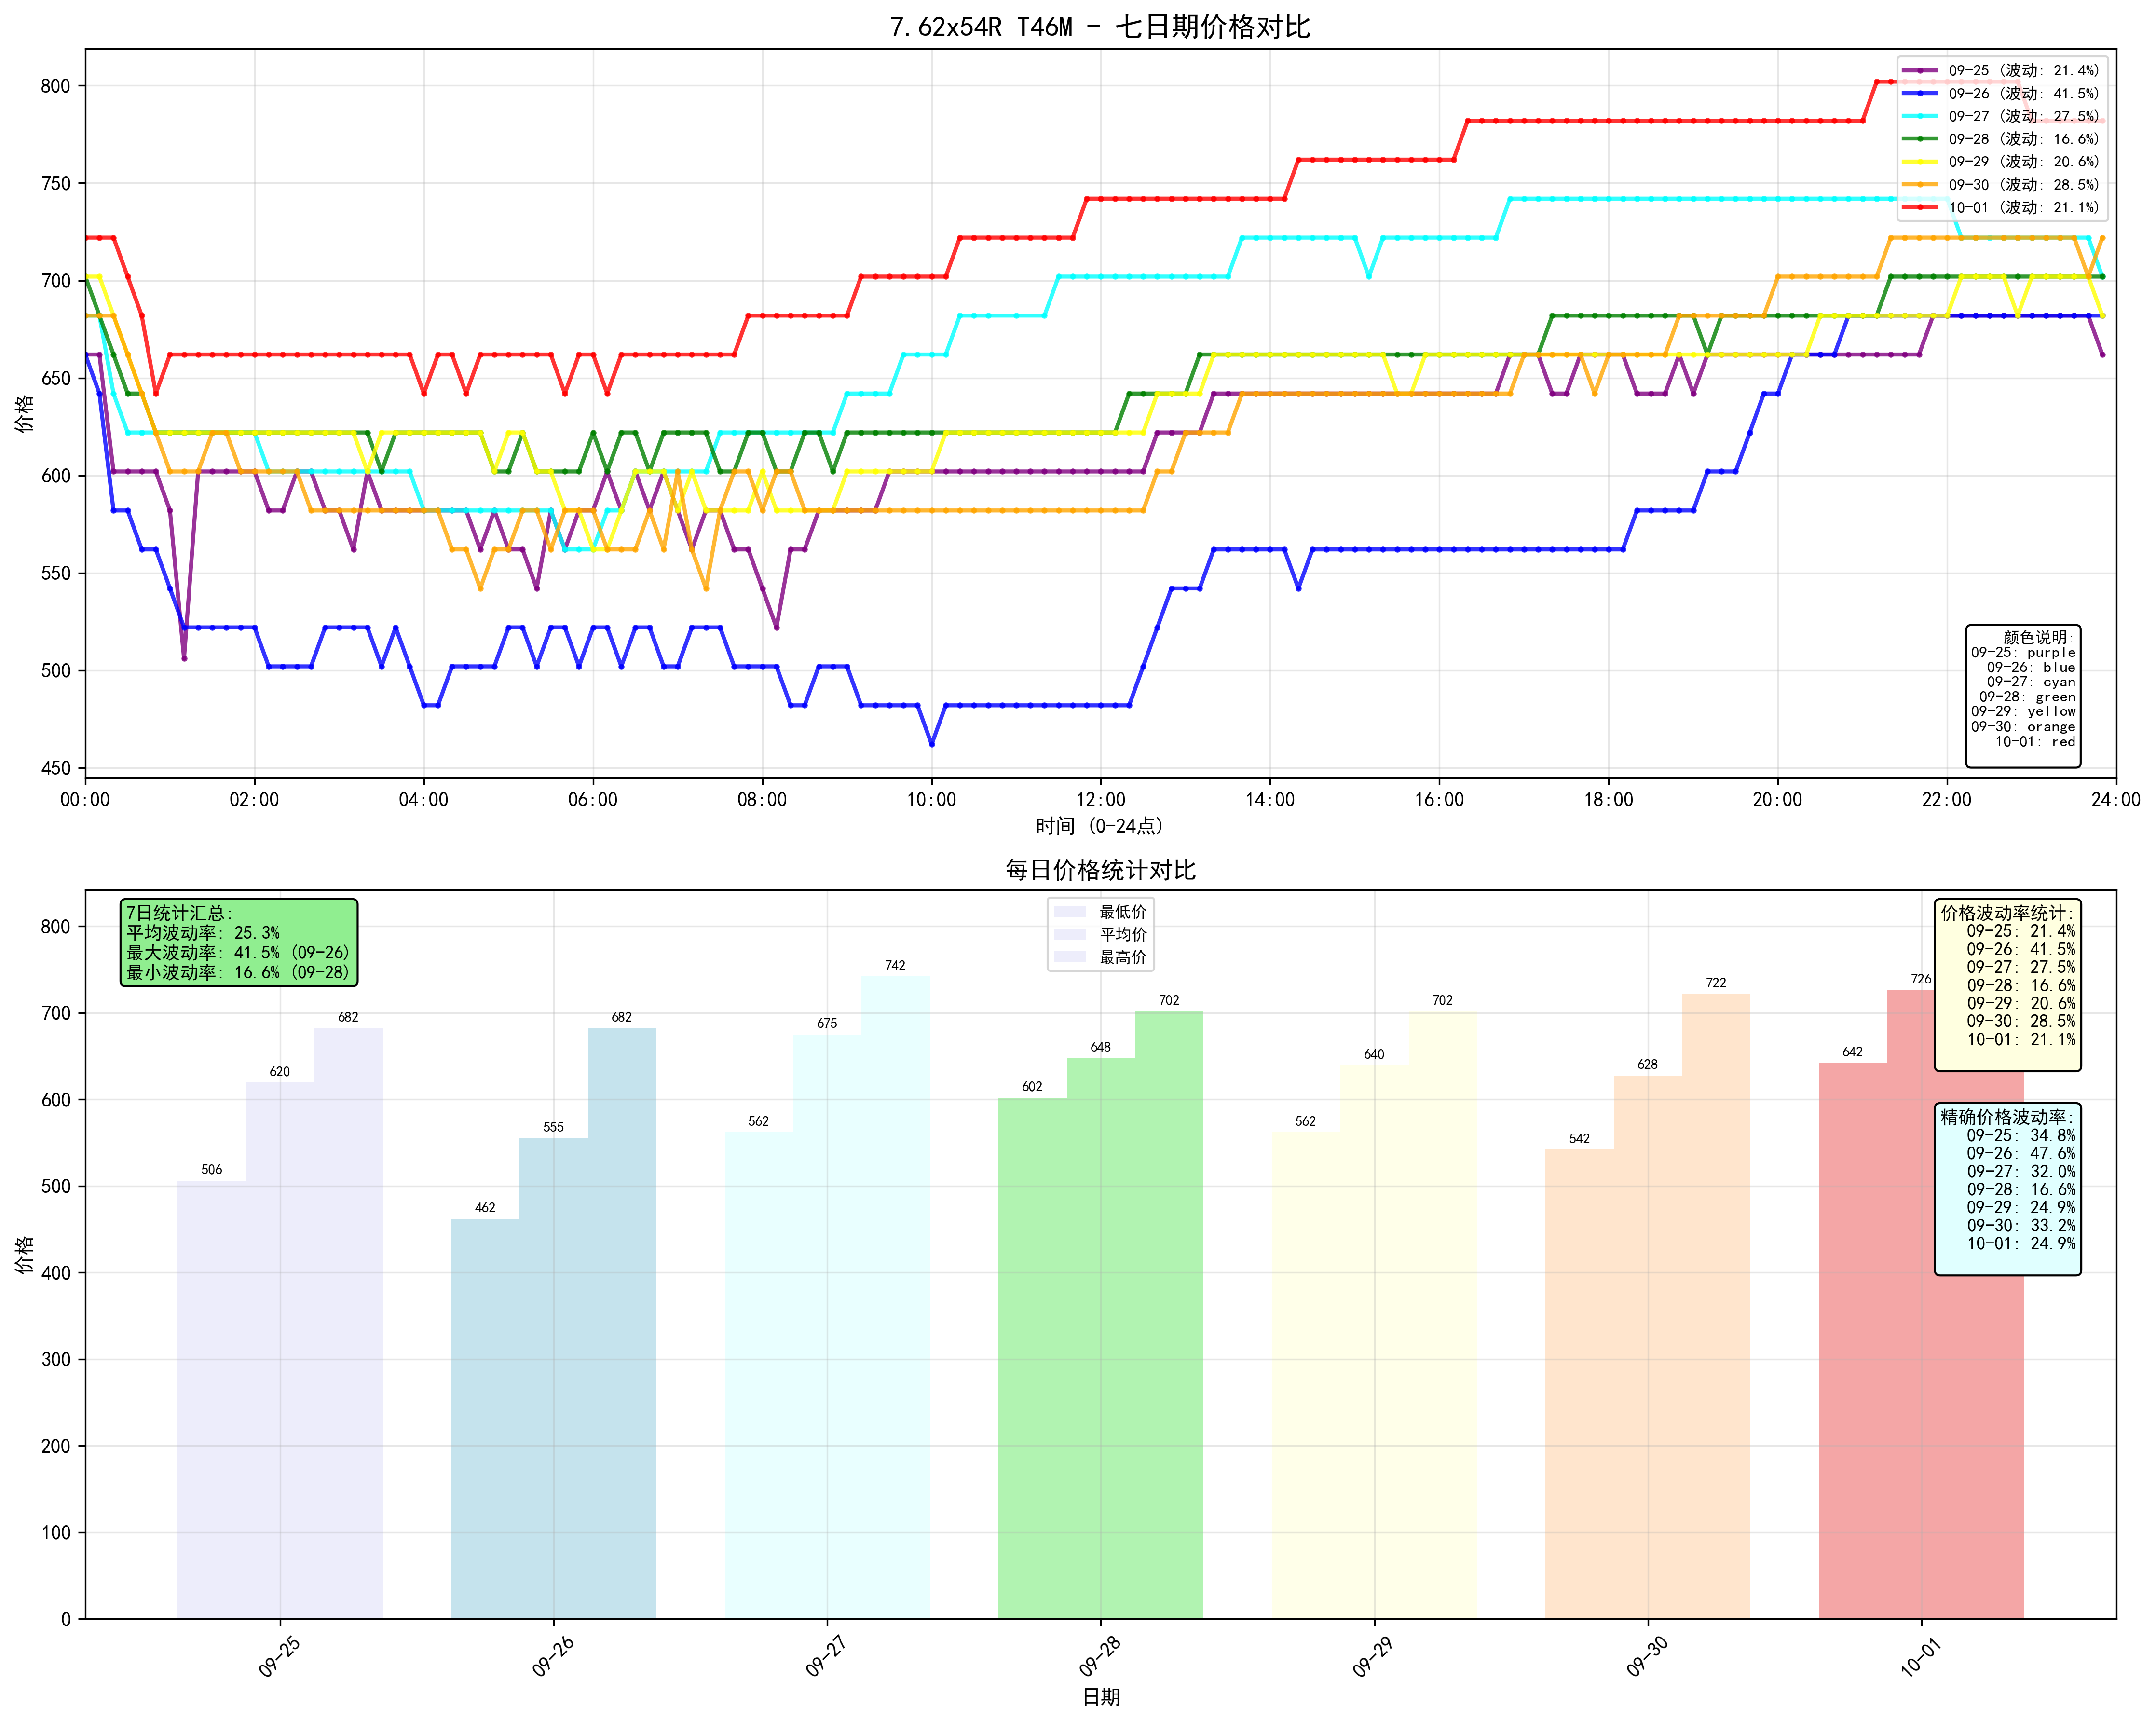 7.62x54R T46M - 七日期价格对比
价格
800
750
700
650
600
550
500
450
09-25 (波动: 21.4%)
09-26 (波动: 41.5%)
09-27 (波动: 27.5%)
09-28 (波动: 16.6%)
09-29 (波动: 20.6%)
09-30 (波动: 28.5%)
10-01 (波动: 21.1%)
颜色说明:
09-25: purple
09-26: blue
09-27: cyan
09-28: green
09-29: yellow
09-30: orange
10-01: red
00:00 02:00 04:00 06:00 08:00 10:00 12:00 14:00 16:00 18:00 20:00 22:00 24:00
时间 (0-24点)
每日价格统计对比
价格
800
700
600
500
400
300
200
100
0
7日统计汇总:
平均波动率: 25.3%
最大波动率: 41.5% (09-26)
最小波动率: 16.6% (09-28)
最低价
平均价
最高价
506
620
682
462
555
682
562
675
742
602
648
702
562
640
702
542
628
722
642
726
价格波动率统计:
09-25: 21.4%
09-26: 41.5%
09-27: 27.5%
09-28: 16.6%
09-29: 20.6%
09-30: 28.5%
10-01: 21.1%
精确价格波动率:
09-25: 34.8%
09-26: 47.6%
09-27: 32.0%
09-28: 16.6%
09-29: 24.9%
09-30: 33.2%
10-01: 24.9%
09-25 09-26 09-27 09-28 09-29 09-30 10-01
日期